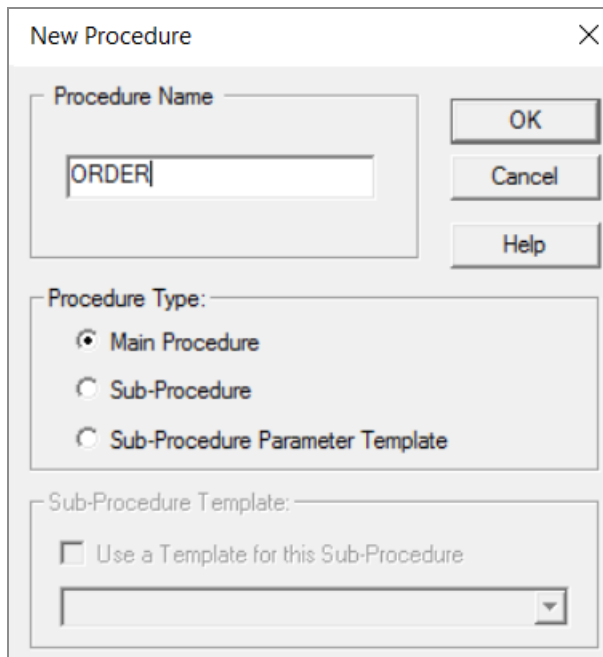 New Procedure
Procedure Name
ORDER
OK
Cancel
Help
Procedure Type:
Main Procedure
Sub-Procedure
Sub-Procedure Parameter Template
Sub-Procedure Template:
Use a Template for this Sub-Procedure